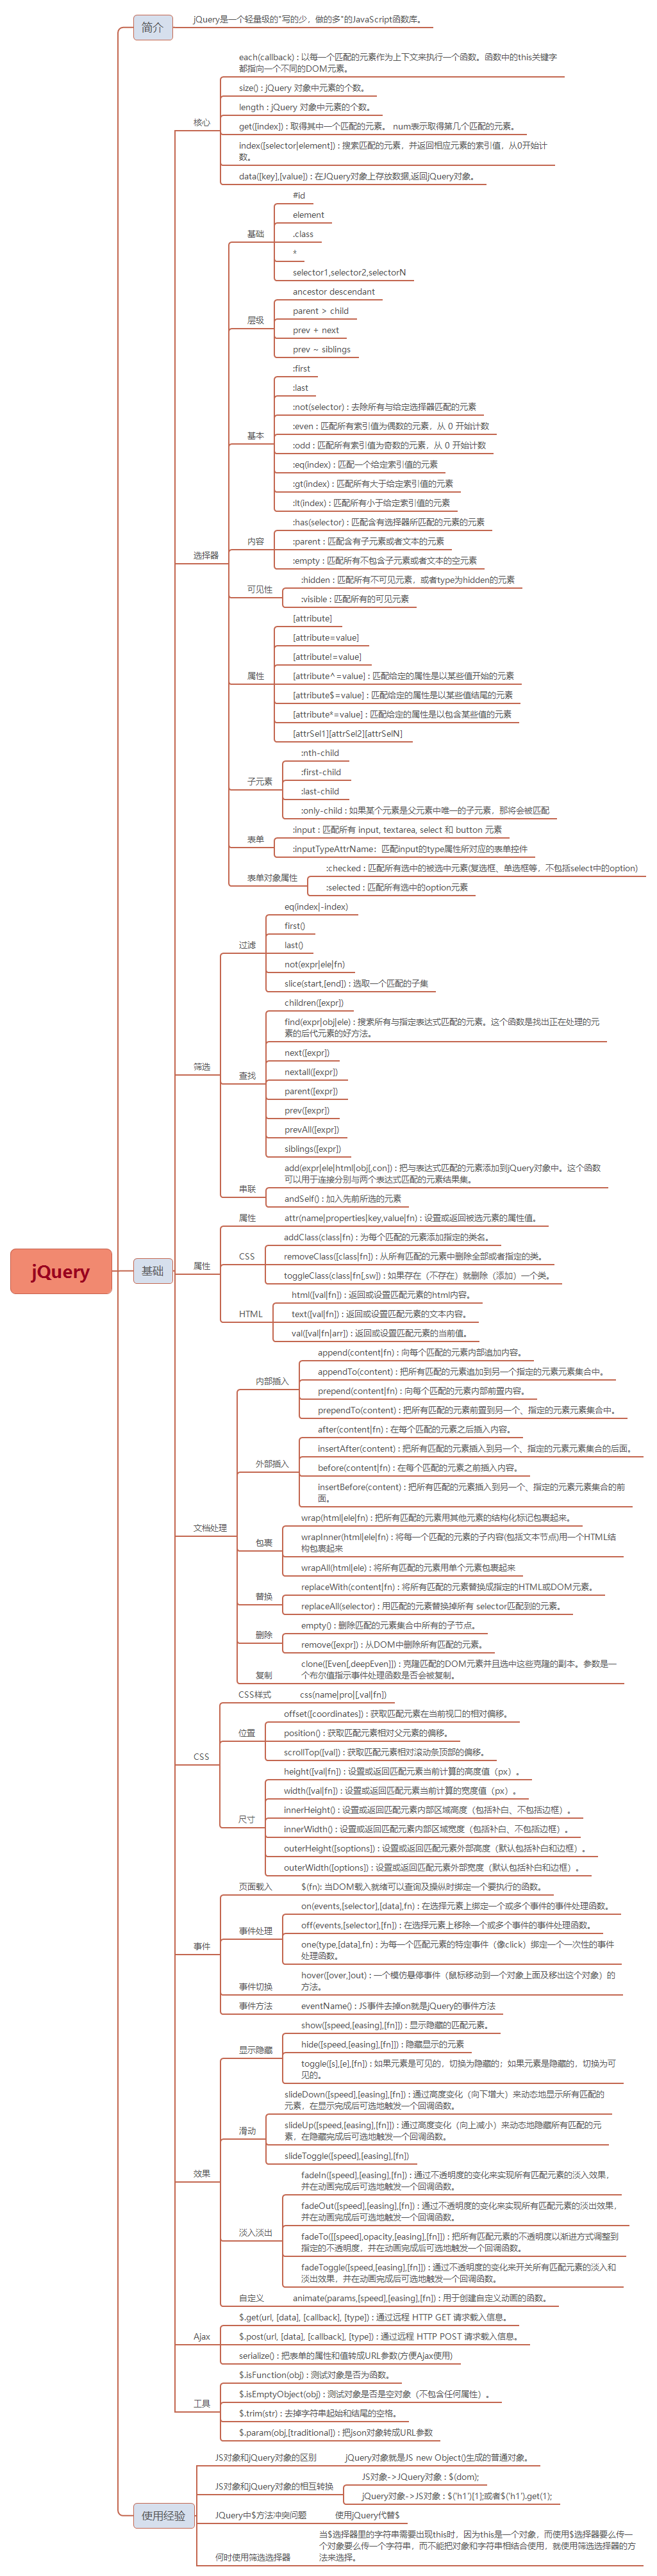 jQuery
简介
jQuery是一个轻量级的"写的少，做的多"的JavaScript函数库。
基础
核心
each(callback) : 以每一个匹配的元素作为上下文来执行一个函数。函数中的this关键字
都指向一个不同的DOM元素。
size() : jQuery 对象中元素的个数。
length : jQuery 对象中元素的个数。
get([index]) : 取得其中一个匹配的元素。 num表示取得第几个匹配的元素。
index([selector|element]) : 搜索匹配的元素，并返回相应元素的索引值，从0开始计
数。
data([key],[value]) : 在JQuery对象上存放数据,返回jQuery对象。
选择器
基础
#id
element
.class
*
selector1,selector2,selectorN
层级
ancestor descendant
parent > child
prev + next
prev ~ siblings
基本
:first
:last
:not(selector) : 去除所有与给定选择器匹配的元素
:even : 匹配所有索引值为偶数的元素，从 0 开始计数
:odd : 匹配所有索引值为奇数的元素，从 0 开始计数
:eq(index) : 匹配一个给定索引值的元素
:gt(index) : 匹配所有大于给定索引值的元素
:lt(index) : 匹配所有小于给定索引值的元素
内容
:has(selector) : 匹配含有选择器所匹配的元素的元素
:parent : 匹配含有子元素或者文本的元素
:empty : 匹配所有不包含子元素或者文本的空元素
可见性
:hidden : 匹配所有不可见元素，或者type为hidden的元素
:visible : 匹配所有的可见元素
属性
[attribute]
[attribute=value]
[attribute!=value]
[attribute^=value] : 匹配给定的属性是以某些值开始的元素
[attribute$=value] : 匹配给定的属性是以某些值结尾的元素
[attribute*=value] : 匹配给定的属性是以包含某些值的元素
[attrSel1][attrSel2][attrSelN]
子元素
:nth-child
:first-child
:last-child
:only-child : 如果某个元素是父元素中唯一的子元素，那将会被匹配
表单
:input : 匹配所有 input, textarea, select 和 button 元素
:inputTypeAttrName：匹配input的type属性所对应的表单控件
表单对象属性
:checked : 匹配所有选中的被选中元素(复选框、单选框等，不包括select中的option)
:selected : 匹配所有选中的option元素
筛选
过滤
eq(index|-index)
first()
last()
not(expr|ele|fn)
slice(start,[end]) : 选取一个匹配的子集
查找
children([expr])
find(expr|obj|ele) : 搜索所有与指定表达式匹配的元素。这个函数是找出正在处理的元
素的后代元素的好方法。
next([expr])
nextall([expr])
parent([expr])
prev([expr])
prevAll([expr])
siblings([expr])
串联
add(expr|ele|html|obj[,con]) : 把与表达式匹配的元素添加到jQuery对象中。这个函数
可以用于连接分别与两个表达式匹配的元素结果集。
andSelf() : 加入先前所选的元素
属性
属性
attr(name|properties|key,value|fn) : 设置或返回被选元素的属性值。
CSS
addClass(class|fn) : 为每个匹配的元素添加指定的类名。
removeClass([class|fn]) : 从所有匹配的元素中删除全部或者指定的类。
toggleClass(class|fn[,sw]) : 如果存在（不存在）就删除（添加）一个类。
HTML
html([val|fn]) : 返回或设置匹配元素的html内容。
text([val|fn]) : 返回或设置匹配元素的文本内容。
val([val|fn|arr]) : 返回或设置匹配元素的当前值。
文档处理
内部插入
append(content|fn) : 向每个匹配的元素内部追加内容。
appendTo(content) : 把所有匹配的元素追加到另一个指定的元素元素集合中。
prepend(content|fn) : 向每个匹配的元素内部前置内容。
prependTo(content) : 把所有匹配的元素前置到另一个、指定的元素元素集合中。
外部插入
after(content|fn) : 在每个匹配的元素之后插入内容。
insertAfter(content) : 把所有匹配的元素插入到另一个、指定的元素元素集合的后面。
before(content|fn) : 在每个匹配的元素之前插入内容。
insertBefore(content) : 把所有匹配的元素插入到另一个、指定的元素元素集合的前
面。
包裹
wrap(html|ele|fn) : 把所有匹配的元素用其他元素的结构化标记包裹起来。
wrapInner(html|ele|fn) : 将每一个匹配的元素的子内容(包括文本节点)用一个HTML结
构包裹起来
wrapAll(html|ele) : 将所有匹配的元素用单个元素包裹起来
替换
replaceWith(content|fn) : 将所有匹配的元素替换成指定的HTML或DOM元素。
replaceAll(selector) : 用匹配的元素替换掉所有 selector匹配到的元素。
删除
empty() : 删除匹配的元素集合中所有的子节点。
remove([expr]) : 从DOM中删除所有匹配的元素。
复制
clone([Even[,deepEven]]) : 克隆匹配的DOM元素并且选中这些克隆的副本。参数是一
个布尔值指示事件处理函数是否会被复制。
CSS
CSS样式
css(name|pro|[,val|fn])
位置
offset([coordinates]) : 获取匹配元素在当前视口的相对偏移。
position() : 获取匹配元素相对父元素的偏移。
scrollTop([val]) : 获取匹配元素相对滚动条顶部的偏移。
尺寸
height([val|fn]) : 设置或返回匹配元素当前计算的高度值（px）。
width([val|fn]) : 设置或返回匹配元素当前计算的宽度值（px）。
innerHeight() : 设置或返回匹配元素内部区域高度（包括补白、不包括边框）。
innerWidth() : 设置或返回匹配元素内部区域宽度（包括补白、不包括边框）。
outerHeight([soptions]) : 设置或返回匹配元素外部高度（默认包括补白和边框）。
outerWidth([options]) : 设置或返回匹配元素外部宽度（默认包括补白和边框）。
事件
页面载入
$(fn): 当DOM载入就绪可以查询及操纵时绑定一个要执行的函数。
事件处理
on(events,[selector],[data],fn) : 在选择元素上绑定一个或多个事件的事件处理函数。
off(events,[selector],[fn]) : 在选择元素上移除一个或多个事件的事件处理函数。
one(type,[data],fn) : 为每一个匹配元素的特定事件（像click）绑定一个一次性的事件
处理函数。
事件切换
hover([over,]out) : 一个模仿悬停事件（鼠标移动到一个对象上面及移出这个对象）的
方法。
事件方法
eventName() : JS事件去掉on就是jQuery的事件方法
效果
显示隐藏
show([speed,[easing],[fn]]) : 显示隐藏的匹配元素。
hide([speed,[easing],[fn]]) : 隐藏显示的元素
toggle([s],[e],[fn]) : 如果元素是可见的，切换为隐藏的；如果元素是隐藏的，切换为可
见的。
滑动
slideDown([speed],[easing],[fn]) : 通过高度变化（向下增大）来动态地显示所有匹配的
元素，在显示完成后可选地触发一个回调函数。
slideUp([speed,[easing],[fn]]) : 通过高度变化（向上减小）来动态地隐藏所有匹配的元
素，在隐藏完成后可选地触发一个回调函数。
slideToggle([speed],[easing],[fn])
淡入淡出
fadeIn([speed],[easing],[fn]) : 通过不透明度的变化来实现所有匹配元素的淡入效果，
并在动画完成后可选地触发一个回调函数。
fadeOut([speed],[easing],[fn]) : 通过不透明度的变化来实现所有匹配元素的淡出效果，
并在动画完成后可选地触发一个回调函数。
fadeTo([[speed],opacity,[easing],[fn]]) : 把所有匹配元素的不透明度以渐进方式调整到
指定的不透明度，并在动画完成后可选地触发一个回调函数。
fadeToggle([speed,[easing],[fn]]) : 通过不透明度的变化来开关所有匹配元素的淡入和
淡出效果，并在动画完成后可选地触发一个回调函数。
自定义
animate(params,[speed],[easing],[fn]) : 用于创建自定义动画的函数。
Ajax
$.get(url, [data], [callback], [type]) : 通过远程 HTTP GET 请求载入信息。
$.post(url, [data], [callback], [type]) : 通过远程 HTTP POST 请求载入信息。
serialize() : 把表单的属性和值转成URL参数(方便Ajax使用)
工具
$.isFunction(obj) : 测试对象是否为函数。
$.isEmptyObject(obj) : 测试对象是否是空对象（不包含任何属性）。
$.trim(str) : 去掉字符串起始和结尾的空格。
$.param(obj,[traditional]) : 把json对象转成URL参数
使用经验
JS对象和jQuery对象的区别
jQuery对象就是JS new Object()生成的普通对象。
JS对象和jQuery对象的相互转换
JS对象->JQuery对象 : $(dom);
jQuery对象->JS对象 : $('h1')[1];或者$('h1').get(1);
JQuery中$方法冲突问题
使用jQuery代替$
何时使用筛选选择器
当$选择器里的字符串需要出现this时，因为this是一个对象，而使用$选择器要么传一
个对象要么传一个字符串，而不能把对象和字符串相结合使用，就使用筛选选择器的方
法来选择。